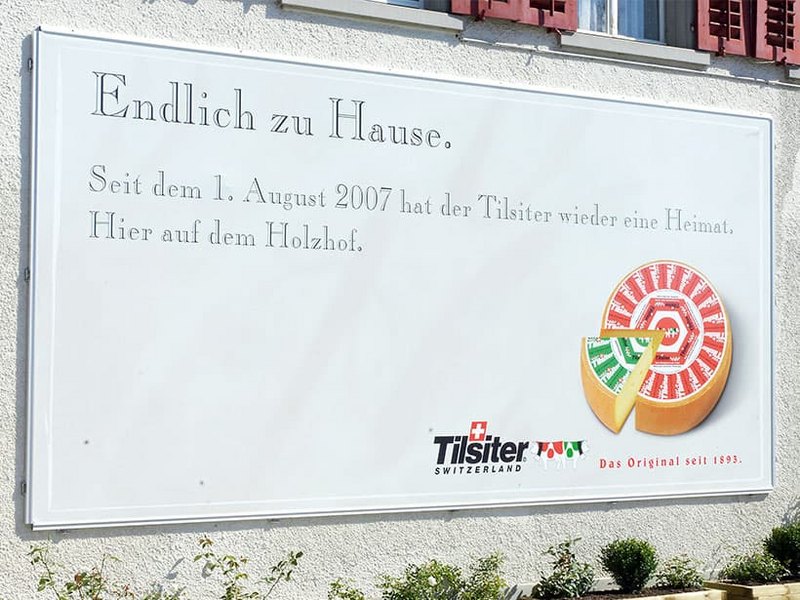 Endlich zu Hause.
Seit dem 1. August 2007 hat der Tilsiter wieder eine Heimat.
Hier auf dem Holzhof.
Tilsiter
SWITZERLAND
Das Original seit 1893.